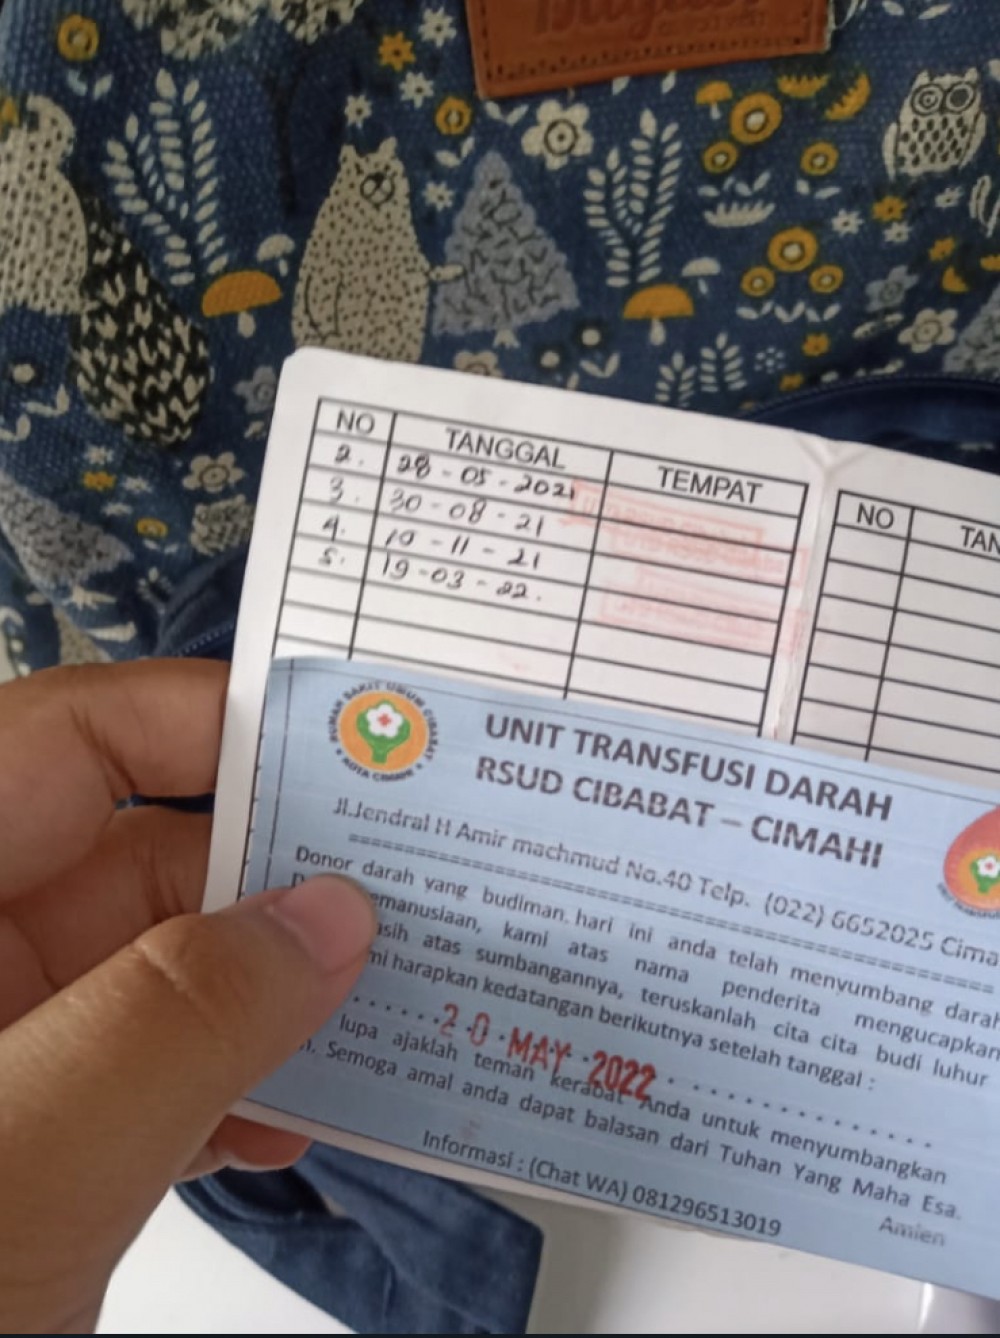 NO TANGGAL TEMPAT
2. 28-05-2021
3. 30-08-21
4. 10-11-21
5. 19-03-22.
NO TAN
UNIT TRANSFUSI DARAH
RSUD CIBABAT – CIMAHI
Jl.Jendral H Amir machmud No.40 Telp. (022) 6652025 Cima
Donor darah yang budiman. hari ini anda telah menyumbang darah
emanusiaan, kami atas nama penderita mengucapkan
asih atas sumbangannya, teruskanlah cita cita budi luhur
mi harapkan kedatangan berikutnya setelah tanggal :
20 MAY 2022
lupa ajaklah teman kerabat Anda untuk menyumbangkan
n. Semoga amal anda dapat balasan dari Tuhan Yang Maha Esa.
Amien
Informasi : (Chat WA) 081296513019